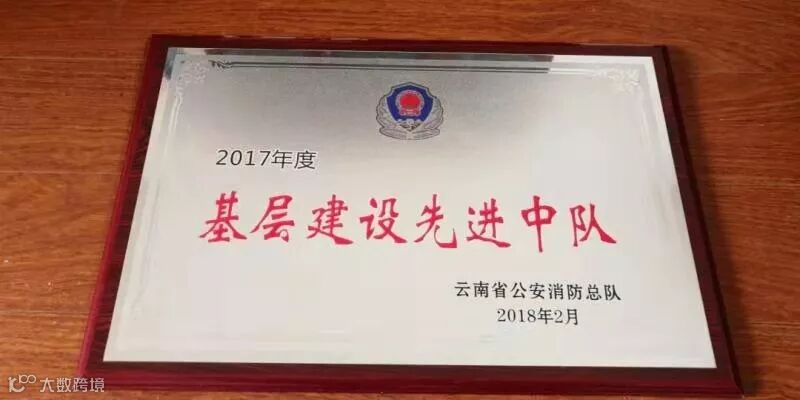 2017年度
基层建设先进中队
云南省公安消防总队
2018年2月
大数跨境